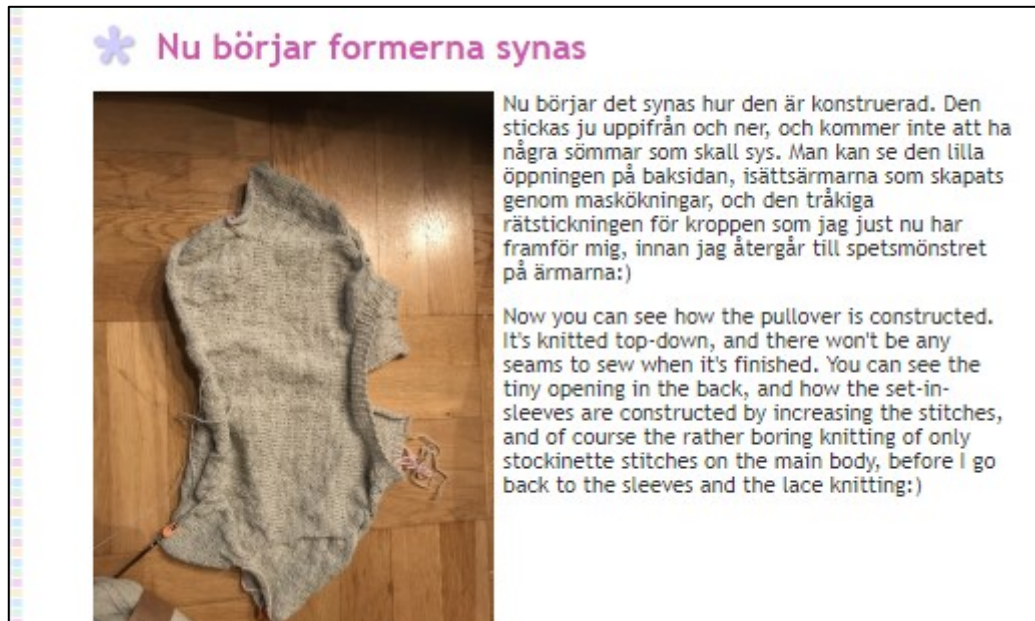 Nu börjar formerna synas
Nu börjar det synas hur den är konstruerad. Den
stickas ju uppifrån och ner, och kommer inte att ha
några sömmar som skall sys. Man kan se den lilla
öppningen på baksidan, isättsärmarna som skapats
genom maskökningar, och den tråkiga
rätstickningen för kroppen som jag just nu har
framför mig, innan jag återgår till spetsmönstret
på ärmarna:)
Now you can see how the pullover is constructed.
It's knitted top-down, and there won't be any
seams to sew when it's finished. You can see the
tiny opening in the back, and how the set-in-
sleeves are constructed by increasing the stitches,
and of course the rather boring knitting of only
stockinette stitches on the main body, before I go
back to the sleeves and the lace knitting:)